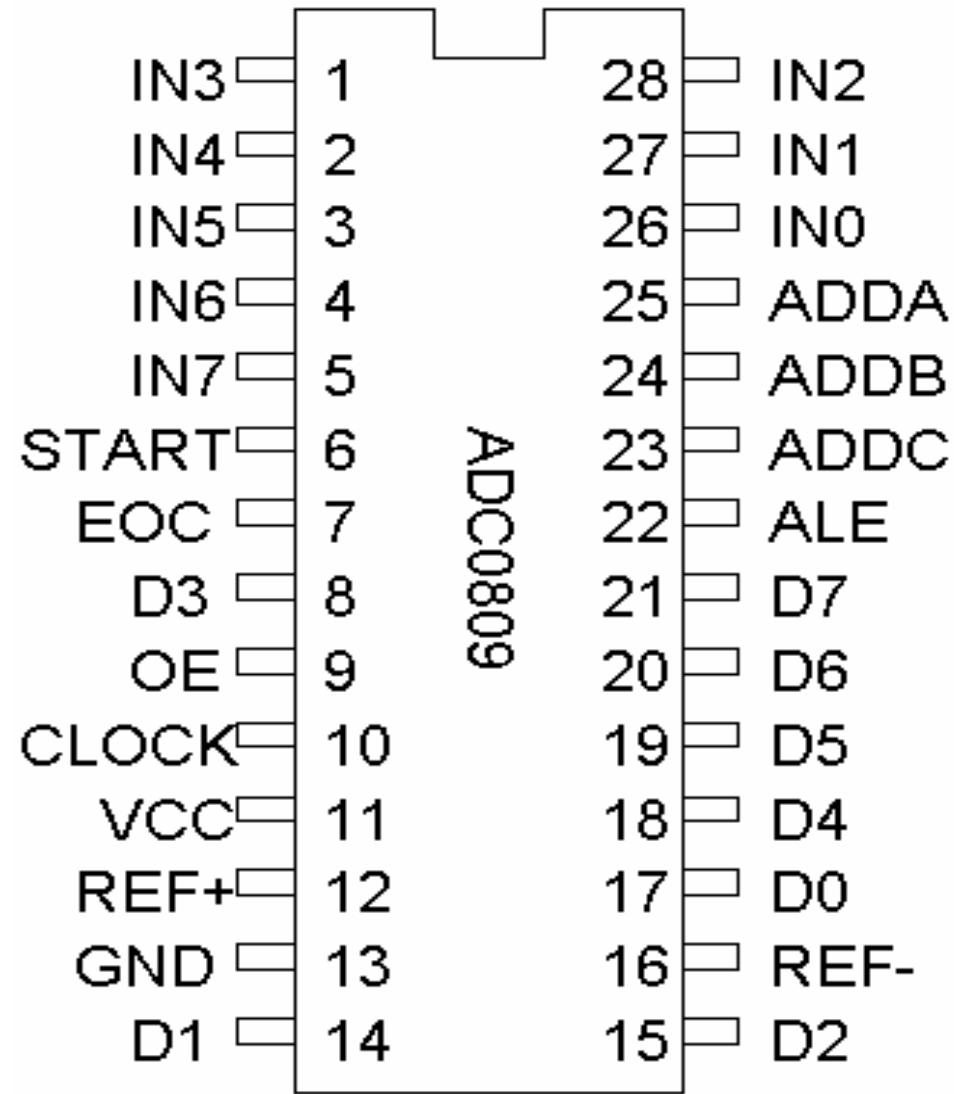 IN3 1 28 IN2
IN4 2 27 IN1
IN5 3 26 IN0
IN6 4 25 ADDA
IN7 5 24 ADDB
START 6 23 ADDC
EOC 7 22 ALE
D3 8 21 D7
OE 9 20 D6
CLOCK 10 19 D5
VCC 11 18 D4
REF+ 12 17 D0
GND 13 16 REF-
D1 14 15 D2
ADC0809